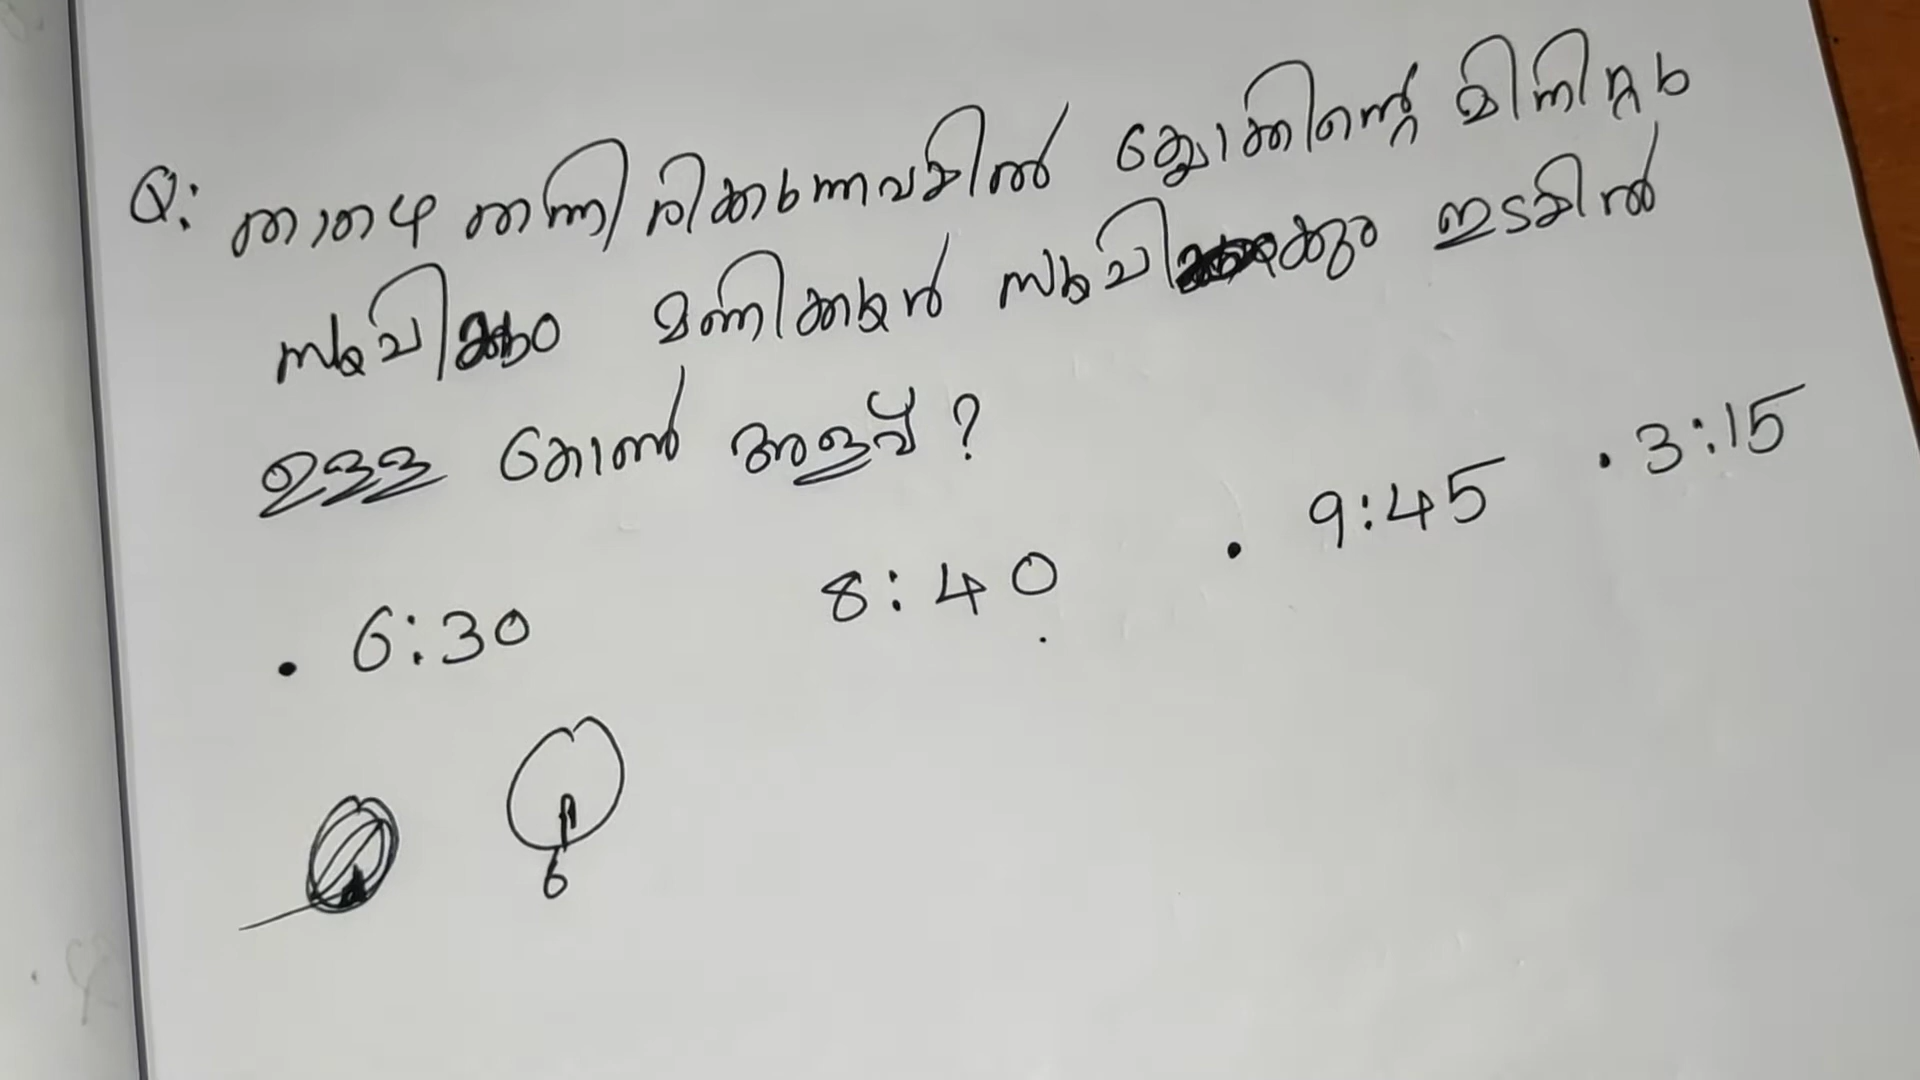 Q: താഴെ തന്നിരിക്കുന്നവയിൽ ക്ലോക്കിന്റെ മിനിറ്റു
സൂചിക്കും മണിക്കൂർ സൂചിക്കും ഇടയിൽ
ഉള്ള കോൺ അളവ് ?
. 6:30 8:40 . 9:45 . 3:15
6